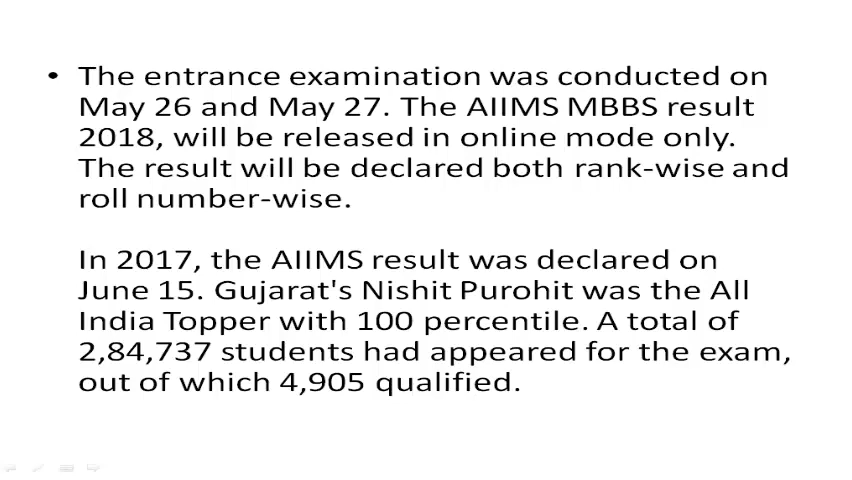 • The entrance examination was conducted on
May 26 and May 27. The AIIMS MBBS result
2018, will be released in online mode only.
The result will be declared both rank-wise and
roll number-wise.
In 2017, the AIIMS result was declared on
June 15. Gujarat's Nishit Purohit was the All
India Topper with 100 percentile. A total of
2,84,737 students had appeared for the exam,
out of which 4,905 qualified.